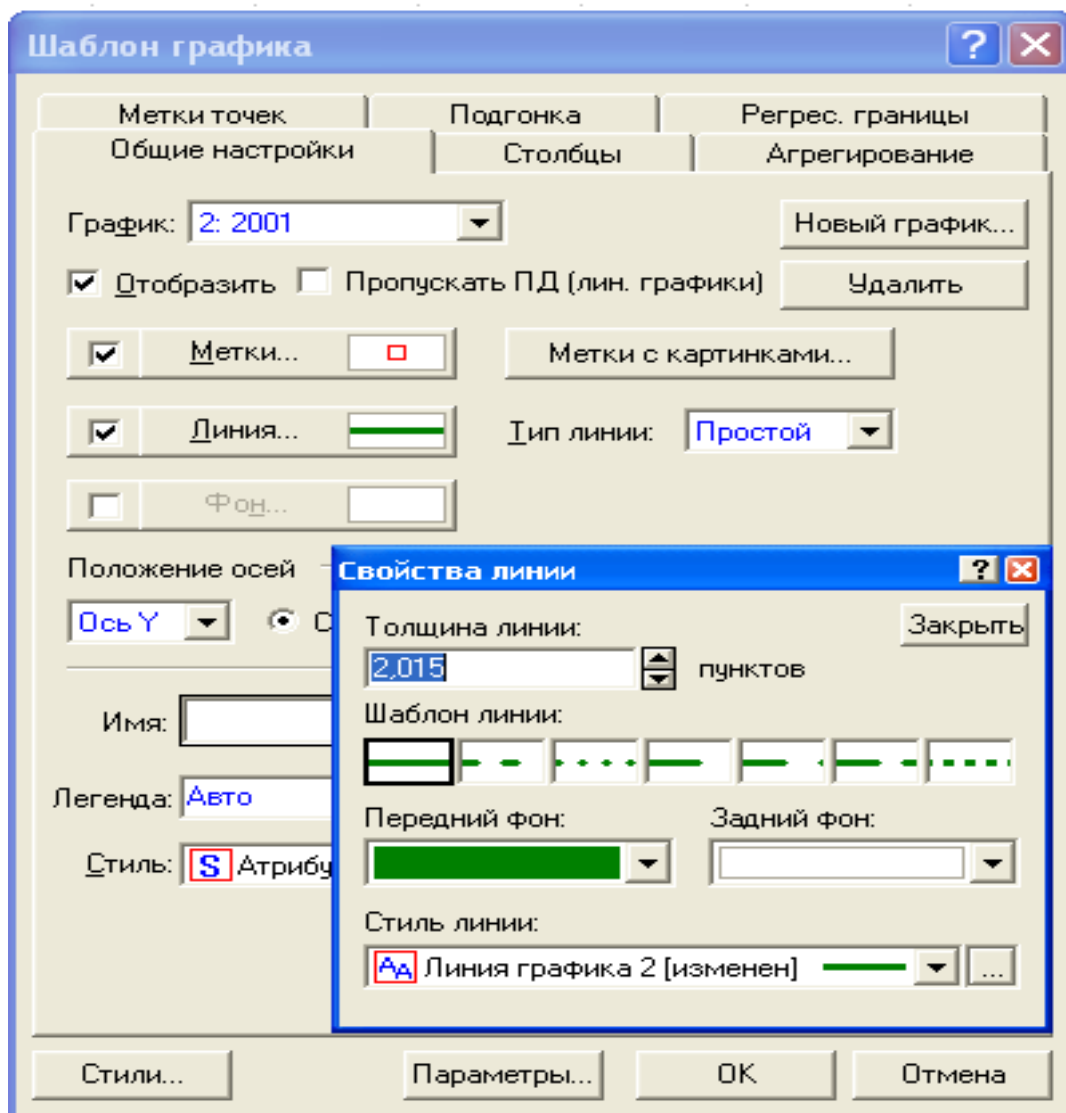 Шаблон графика
Метки точек Подгонка Регрес. границы
Общие настройки Столбцы Агрегирование
График: 2: 2001 Новый график...
Отобразить Пропускать ПД (лин. графики) Удалить
Метки... Метки с картинками...
Линия... Тип линии: Простой
Фон...
Положение осей
Ось Y С
Имя:
Легенда: Авто
Стиль: S Атрибу
Свойства линии
Толщина линии: Закрыть
2,015 пунктов
Шаблон линии:
Передний фон: Задний фон:
Стиль линии:
АА Линия графика 2 [изменен] ...
Стили... Параметры... OK Отмена